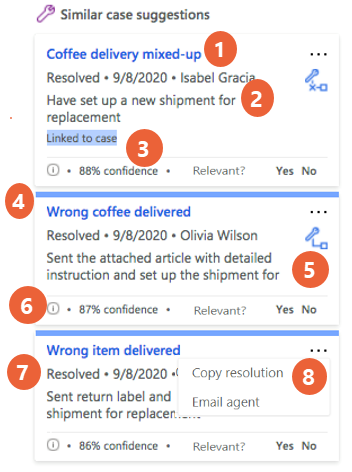 Similar case suggestions
Coffee delivery mixed-up 1 ...
Resolved • 9/8/2020 • Isabel Gracia
Have set up a new shipment for 2
replacement
Linked to case
3
88% confidence • Relevant? Yes No
4
Wrong coffee delivered ...
Resolved • 9/8/2020 • Olivia Wilson
Sent the attached article with detailed
instruction and set up the shipment for 5
6 • 87% confidence • Relevant? Yes No
Wrong item delivered ...
7 Resolved • 9/8/2020 •
Copy resolution 8
Sent return label and
Email agent
shipment for replacement
86% confidence • Relevant? Yes No